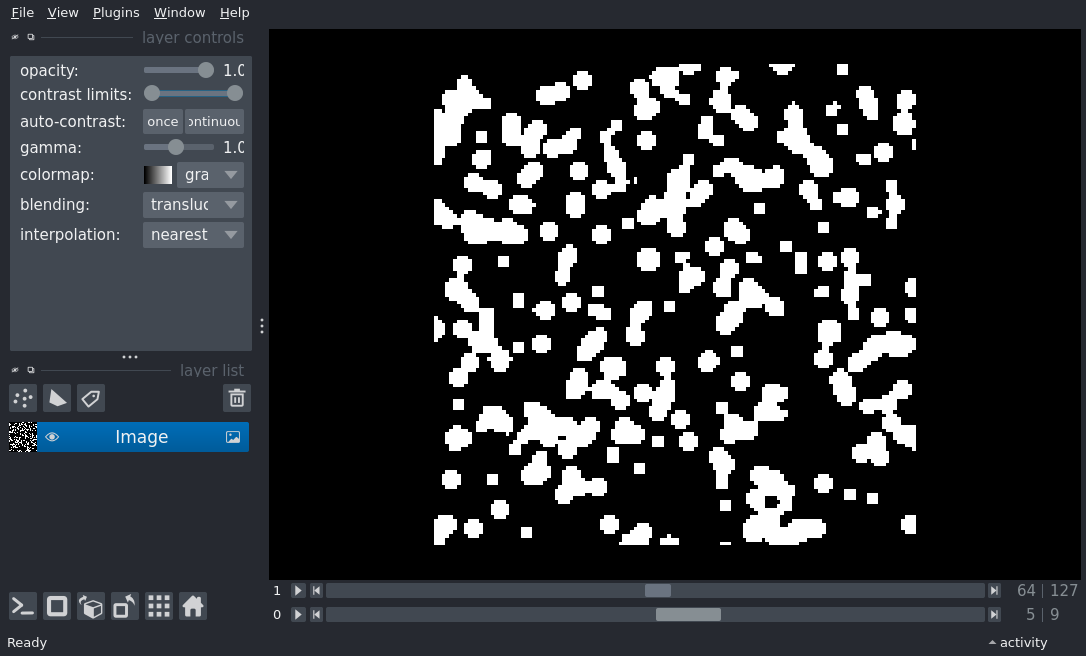 File View Plugins Window Help
layer controls
opacity: 1.0
contrast limits:
auto-contrast: once ontinuou
gamma: 1.0
colormap: gra
blending: transluc
interpolation: nearest
layer list
Image
1 64 127
0 5 9
Ready activity